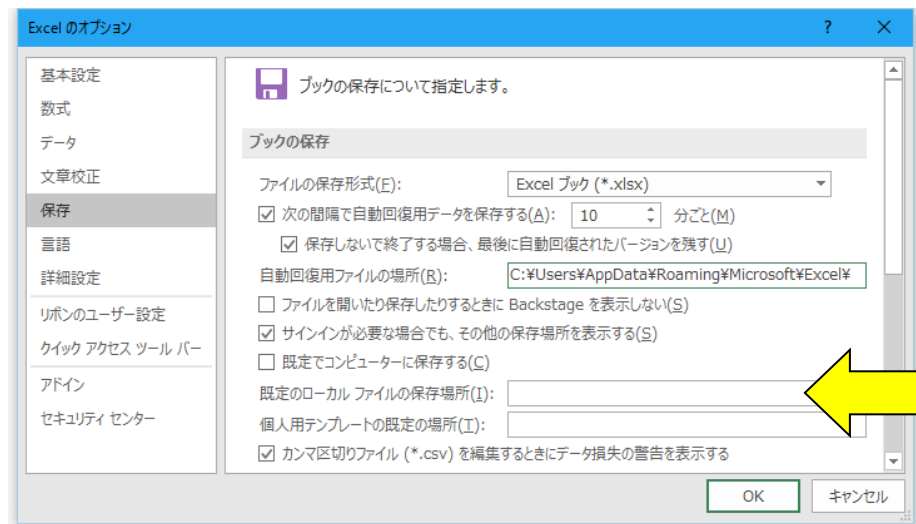 Excel のオプション ? ×
基本設定
数式
データ
文章校正
保存
言語
詳細設定
リボンのユーザー設定
クイック アクセス ツール バー
アドイン
セキュリティ センター
ブックの保存について指定します。
ブックの保存
ファイルの保存形式(F): Excel ブック (*.xlsx)
次の間隔で自動回復用データを保存する(A): 10 分ごと(M)
保存しないで終了する場合、最後に自動回復されたバージョンを残す(U)
自動回復用ファイルの場所(R): C:¥Users¥AppData¥Roaming¥Microsoft¥Excel¥
ファイルを開いたり保存したりするときに Backstage を表示しない(S)
サインインが必要な場合でも、その他の保存場所を表示する(S)
既定でコンピューターに保存する(C)
既定のローカル ファイルの保存場所(I):
個人用テンプレートの既定の場所(T):
カンマ区切りファイル (*.csv) を編集するときにデータ損失の警告を表示する
OK キャンセル